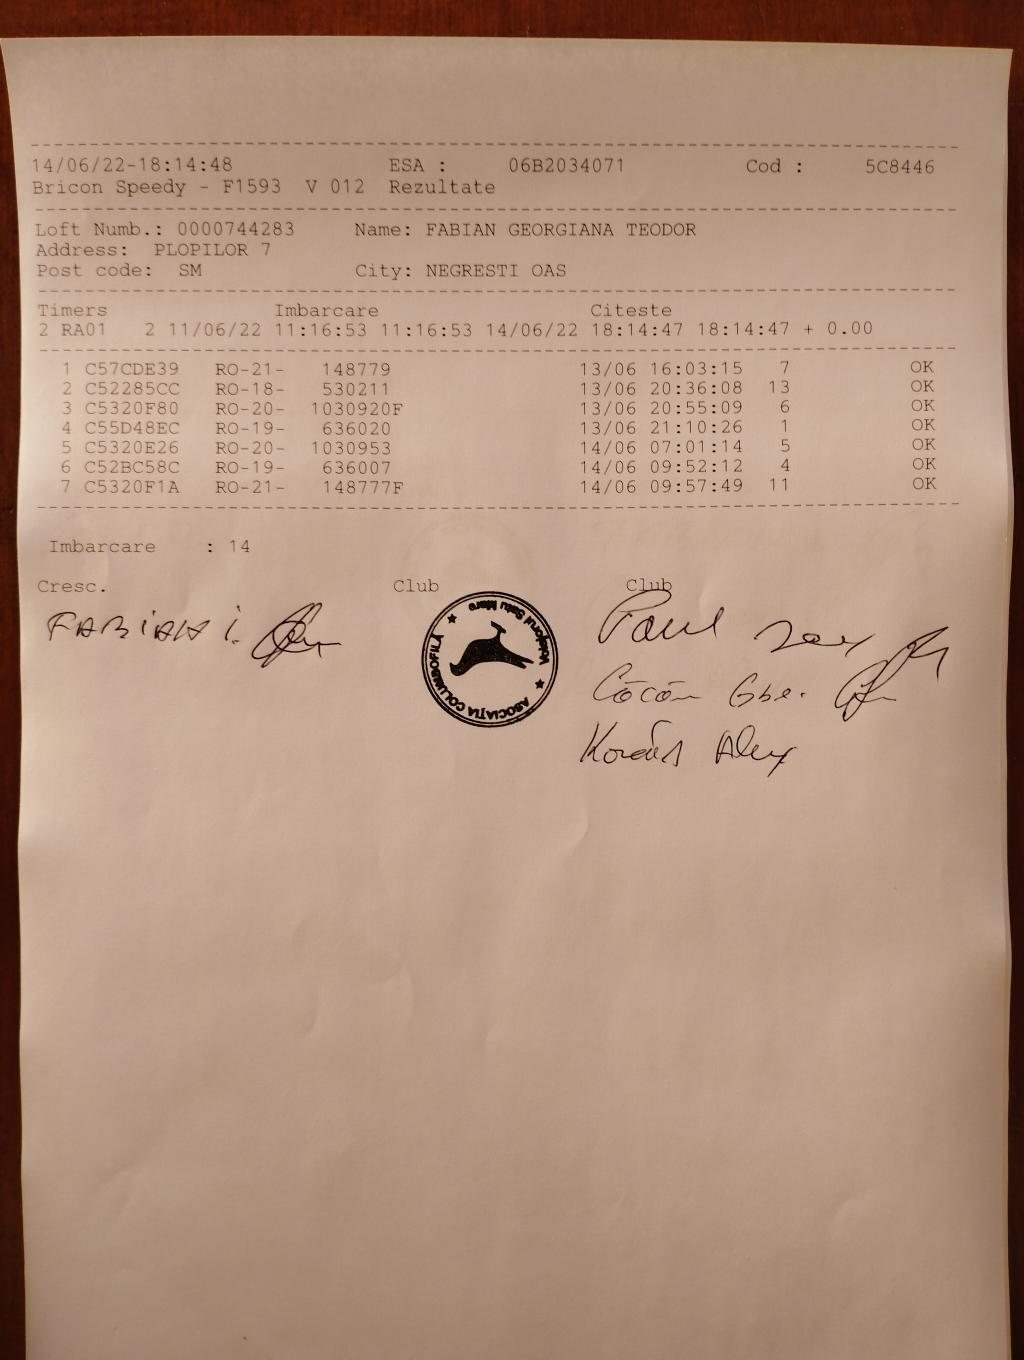 14/06/22-18:14:48 ESA : 06B2034071 Cod : 5C8446
Bricon Speedy - F1593 V 012 Rezultate
Loft Numb.: 0000744283 Name: FABIAN GEORGIANA TEODOR
Address: PLOPILOR 7
Post code: SM City: NEGRESTI OAS
Timers Imbarcare Citeste
2 RA01 2 11/06/22 11:16:53 11:16:53 14/06/22 18:14:47 18:14:47 + 0.00
1 C57CDE39 RO-21- 148779 13/06 16:03:15 7 OK
2 C52285CC RO-18- 530211 13/06 20:36:08 13 OK
3 C5320F80 RO-20- 1030920F 13/06 20:55:09 6 OK
4 C55D48EC RO-19- 636020 13/06 21:10:26 1 OK
5 C5320E26 RO-20- 1030953 14/06 07:01:14 5 OK
6 C52BC58C RO-19- 636007 14/06 09:52:12 4 OK
7 C5320F1A RO-21- 148777F 14/06 09:57:49 11 OK
Imbarcare : 14
Cresc. Club Club
FABIAN I.
ASOCIAȚIA COLUMBOFILĂ
Voiajorul Satu Mare
Paul
Alex